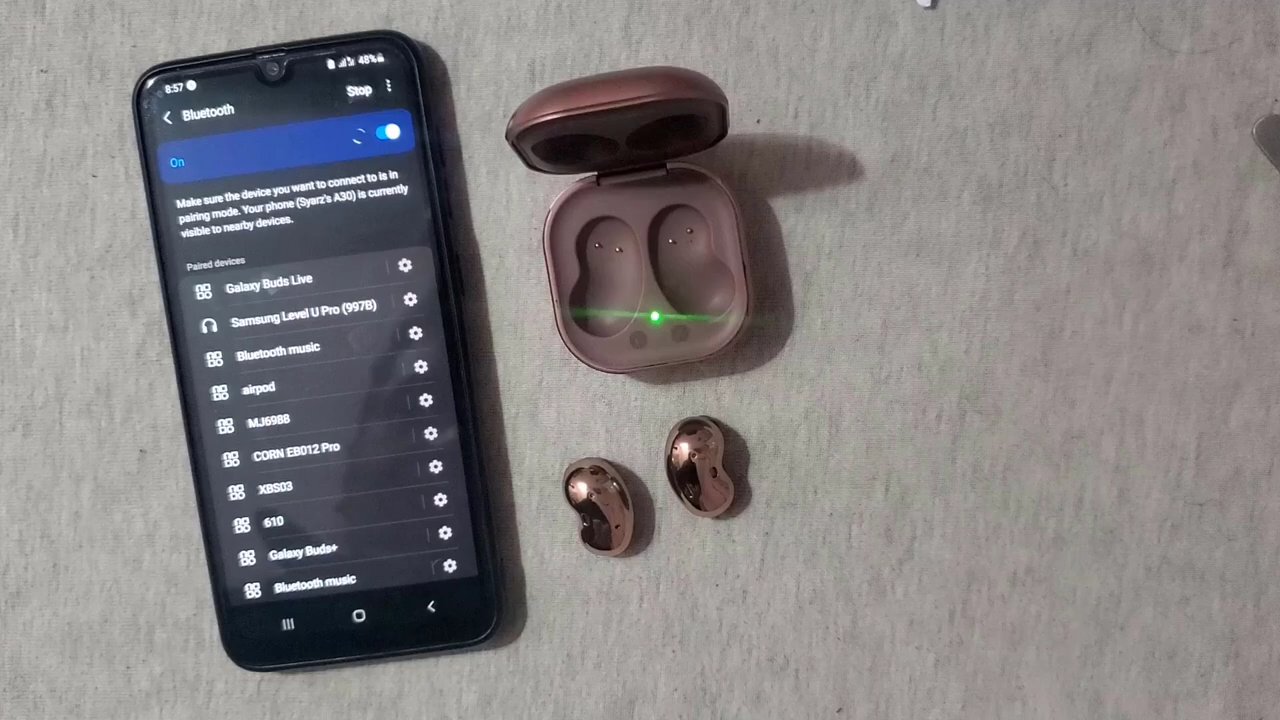 8:57
48%
Stop
Bluetooth
On
Make sure the device you want to connect to is in
pairing mode. Your phone (Syarz's A30) is currently
visible to nearby devices.
Paired devices
Galaxy Buds Live
Samsung Level U Pro (997B)
Bluetooth music
airpod
MJ69B8
CORN EB012 Pro
XBS03
610
Galaxy Buds+
Bluetooth music